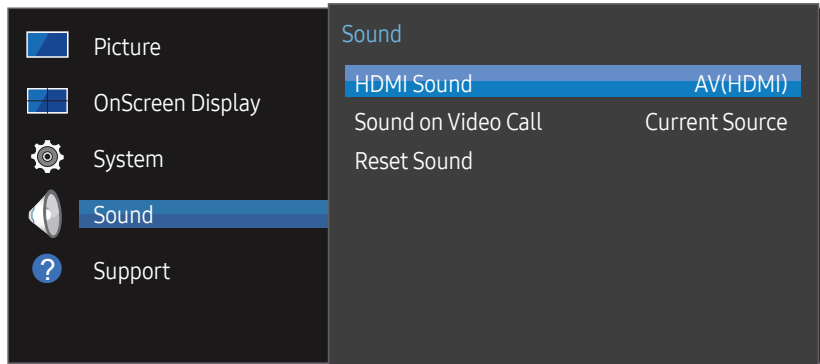 Picture
OnScreen Display
System
Sound
Support
Sound
HDMI Sound AV(HDMI)
Sound on Video Call Current Source
Reset Sound